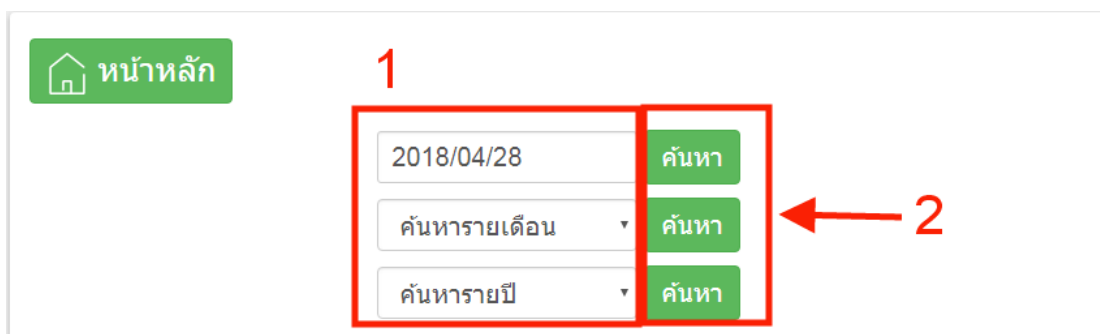 หน้าหลัก
1
2018/04/28 ค้นหา
ค้นหารายเดือน ค้นหา
2
ค้นหารายปี ค้นหา